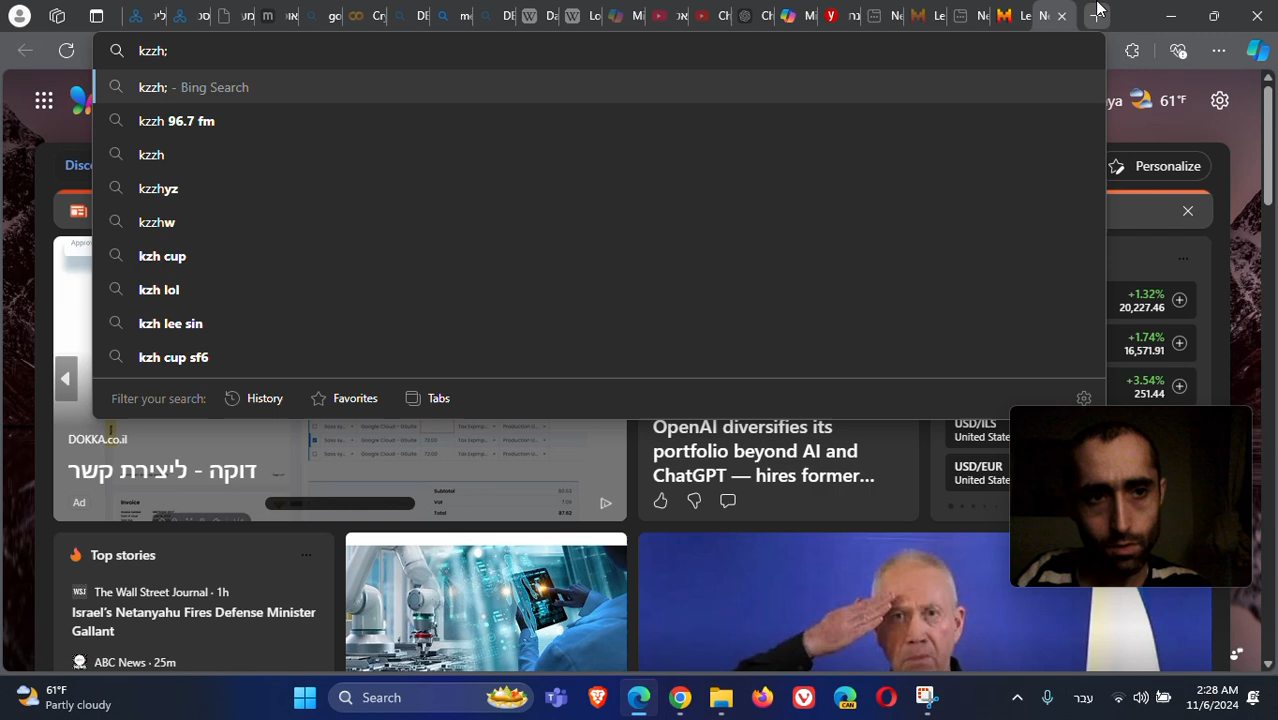 kzzh;
kzzh; - Bing Search
kzzh 96.7 fm
kzzh
kzzhyz
kzzhw
kzh cup
kzh lol
kzh lee sin
kzh cup sf6
Filter your search: History Favorites Tabs
61°F
Personalize
+1.32%
20,227.46
+1.74%
16,571.91
+3.54%
251.44
USD/ILS
United State
USD/EUR
United State
DOKKA.co.il
דוקה - ליצירת קשר
Ad
Invoice
Subtotal
Total
OpenAI diversifies its
portfolio beyond AI and
ChatGPT — hires former...
Top stories
The Wall Street Journal · 1h
Israel's Netanyahu Fires Defense Minister
Gallant
ABC News · 25m
61°F
Partly cloudy
Search
CAN
עבר
2:28 AM
11/6/2024